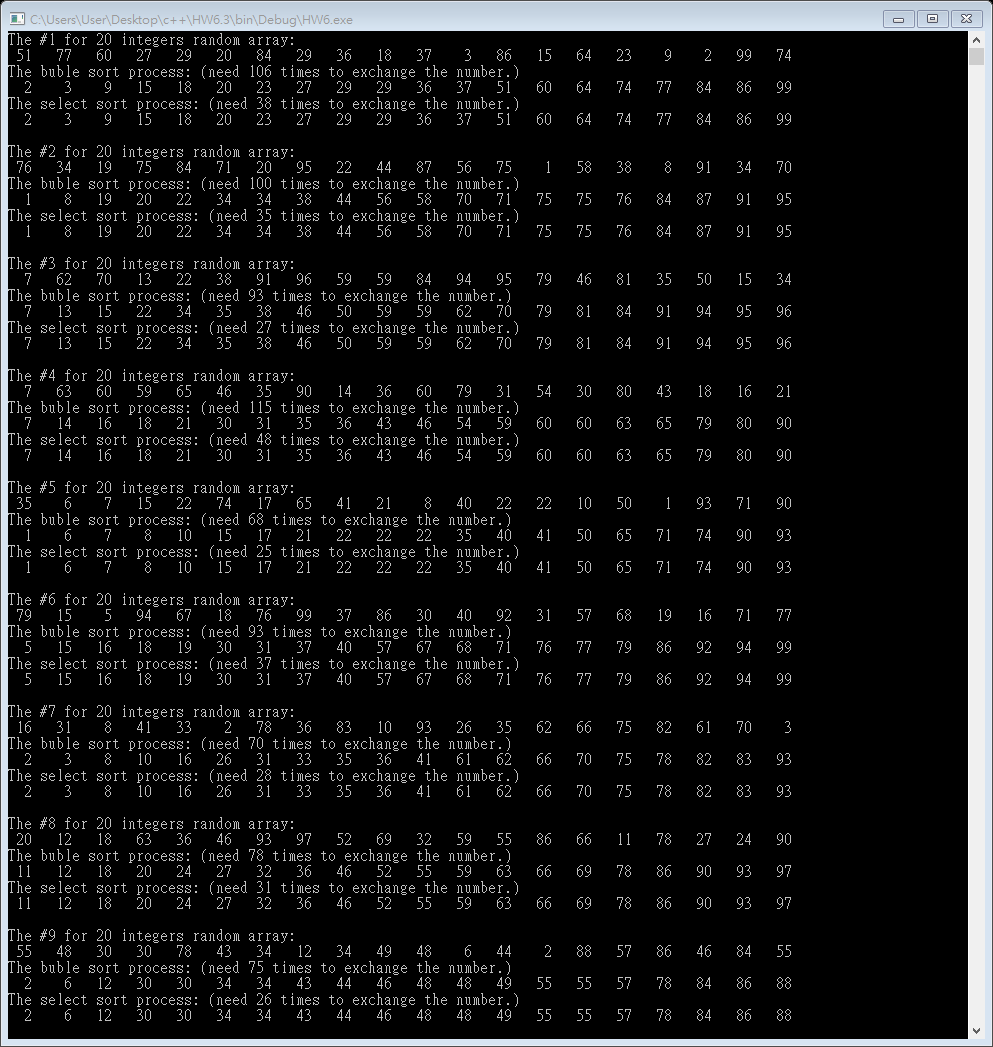 C:\Users\User\Desktop\c++\HW6.3\bin\Debug\HW6.exe
The #1 for 20 integers random array:
51 77 60 27 29 20 84 29 36 18 37 3 86 15 64 23 9 2 99 74
The buble sort process: (need 106 times to exchange the number.)
2 3 9 15 18 20 23 27 29 29 36 37 51 60 64 74 77 84 86 99
The select sort process: (need 38 times to exchange the number.)
2 3 9 15 18 20 23 27 29 29 36 37 51 60 64 74 77 84 86 99
The #2 for 20 integers random array:
76 34 19 75 84 71 20 95 22 44 87 56 75 1 58 38 8 91 34 70
The buble sort process: (need 100 times to exchange the number.)
1 8 19 20 22 34 34 38 44 56 58 70 71 75 75 76 84 87 91 95
The select sort process: (need 35 times to exchange the number.)
1 8 19 20 22 34 34 38 44 56 58 70 71 75 75 76 84 87 91 95
The #3 for 20 integers random array:
7 62 70 13 22 38 91 96 59 59 84 94 95 79 46 81 35 50 15 34
The buble sort process: (need 93 times to exchange the number.)
7 13 15 22 34 35 38 46 50 59 59 62 70 79 81 84 91 94 95 96
The select sort process: (need 27 times to exchange the number.)
7 13 15 22 34 35 38 46 50 59 59 62 70 79 81 84 91 94 95 96
The #4 for 20 integers random array:
7 63 60 59 65 46 35 90 14 36 60 79 31 54 30 80 43 18 16 21
The buble sort process: (need 115 times to exchange the number.)
7 14 16 18 21 30 31 35 36 43 46 54 59 60 60 63 65 79 80 90
The select sort process: (need 48 times to exchange the number.)
7 14 16 18 21 30 31 35 36 43 46 54 59 60 60 63 65 79 80 90
The #5 for 20 integers random array:
35 6 7 15 22 74 17 65 41 21 8 40 22 22 10 50 1 93 71 90
The buble sort process: (need 68 times to exchange the number.)
1 6 7 8 10 15 17 21 22 22 22 35 40 41 50 65 71 74 90 93
The select sort process: (need 25 times to exchange the number.)
1 6 7 8 10 15 17 21 22 22 22 35 40 41 50 65 71 74 90 93
The #6 for 20 integers random array:
79 15 5 94 67 18 76 99 37 86 30 40 92 31 57 68 19 16 71 77
The buble sort process: (need 93 times to exchange the number.)
5 15 16 18 19 30 31 37 40 57 67 68 71 76 77 79 86 92 94 99
The select sort process: (need 37 times to exchange the number.)
5 15 16 18 19 30 31 37 40 57 67 68 71 76 77 79 86 92 94 99
The #7 for 20 integers random array:
16 31 8 41 33 2 78 36 83 10 93 26 35 62 66 75 82 61 70 3
The buble sort process: (need 70 times to exchange the number.)
2 3 8 10 16 26 31 33 35 36 41 61 62 66 70 75 78 82 83 93
The select sort process: (need 28 times to exchange the number.)
2 3 8 10 16 26 31 33 35 36 41 61 62 66 70 75 78 82 83 93
The #8 for 20 integers random array:
20 12 18 63 36 46 93 97 52 69 32 59 55 86 66 11 78 27 24 90
The buble sort process: (need 78 times to exchange the number.)
11 12 18 20 24 27 32 36 46 52 55 59 63 66 69 78 86 90 93 97
The select sort process: (need 31 times to exchange the number.)
11 12 18 20 24 27 32 36 46 52 55 59 63 66 69 78 86 90 93 97
The #9 for 20 integers random array:
55 48 30 30 78 43 34 12 34 49 48 6 44 2 88 57 86 46 84 55
The buble sort process: (need 75 times to exchange the number.)
2 6 12 30 30 34 34 43 44 46 48 48 49 55 55 57 78 84 86 88
The select sort process: (need 26 times to exchange the number.)
2 6 12 30 30 34 34 43 44 46 48 48 49 55 55 57 78 84 86 88